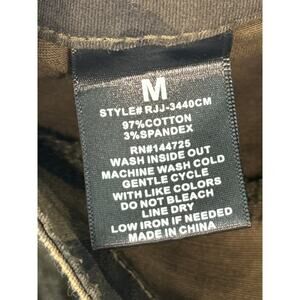 M
STYLE# RJJ-3440CM
97%COTTON
3%SPANDEX
RN#144725
WASH INSIDE OUT
MACHINE WASH COLD
GENTLE CYCLE
WITH LIKE COLORS
DO NOT BLEACH
LINE DRY
LOW IRON IF NEEDED
MADE IN CHINA